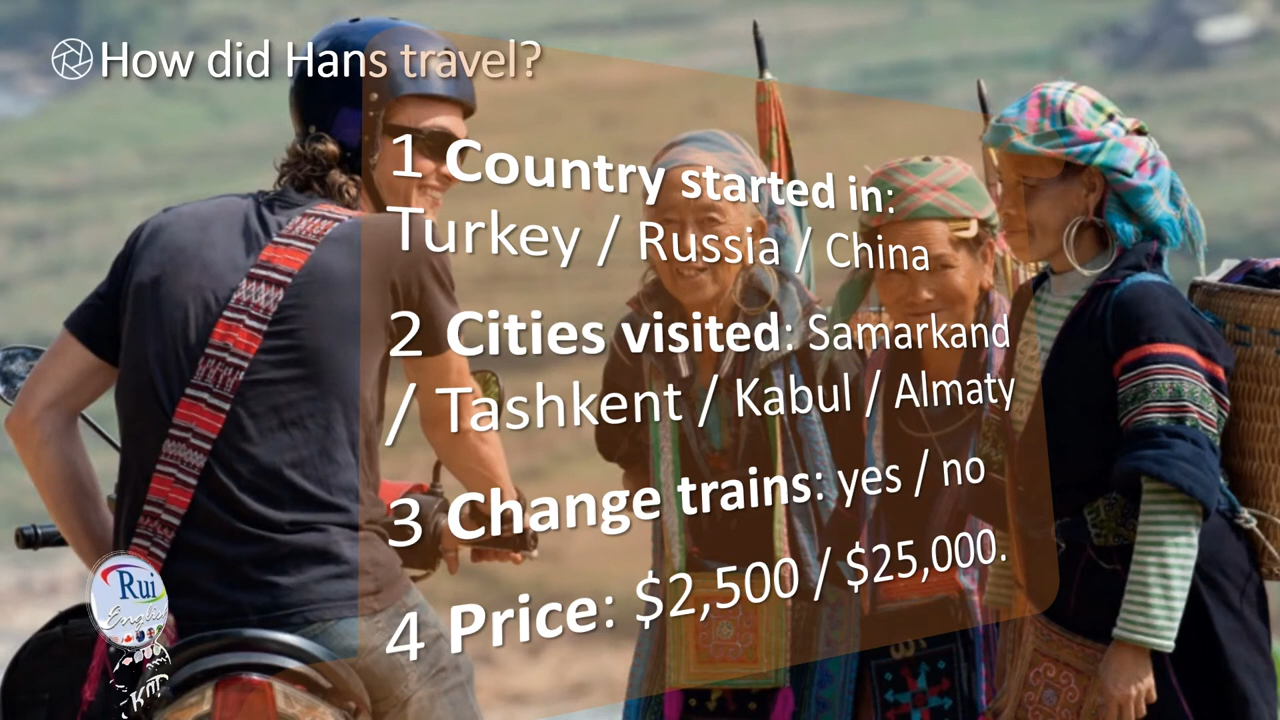 How did Hans travel?
1 Country started in:
Turkey / Russia / China
2 Cities visited: Samarkand
/ Tashkent / Kabul / Almaty
3 Change trains: yes / no
4 Price: $2,500 / $25,000.
Rui
English
Rui